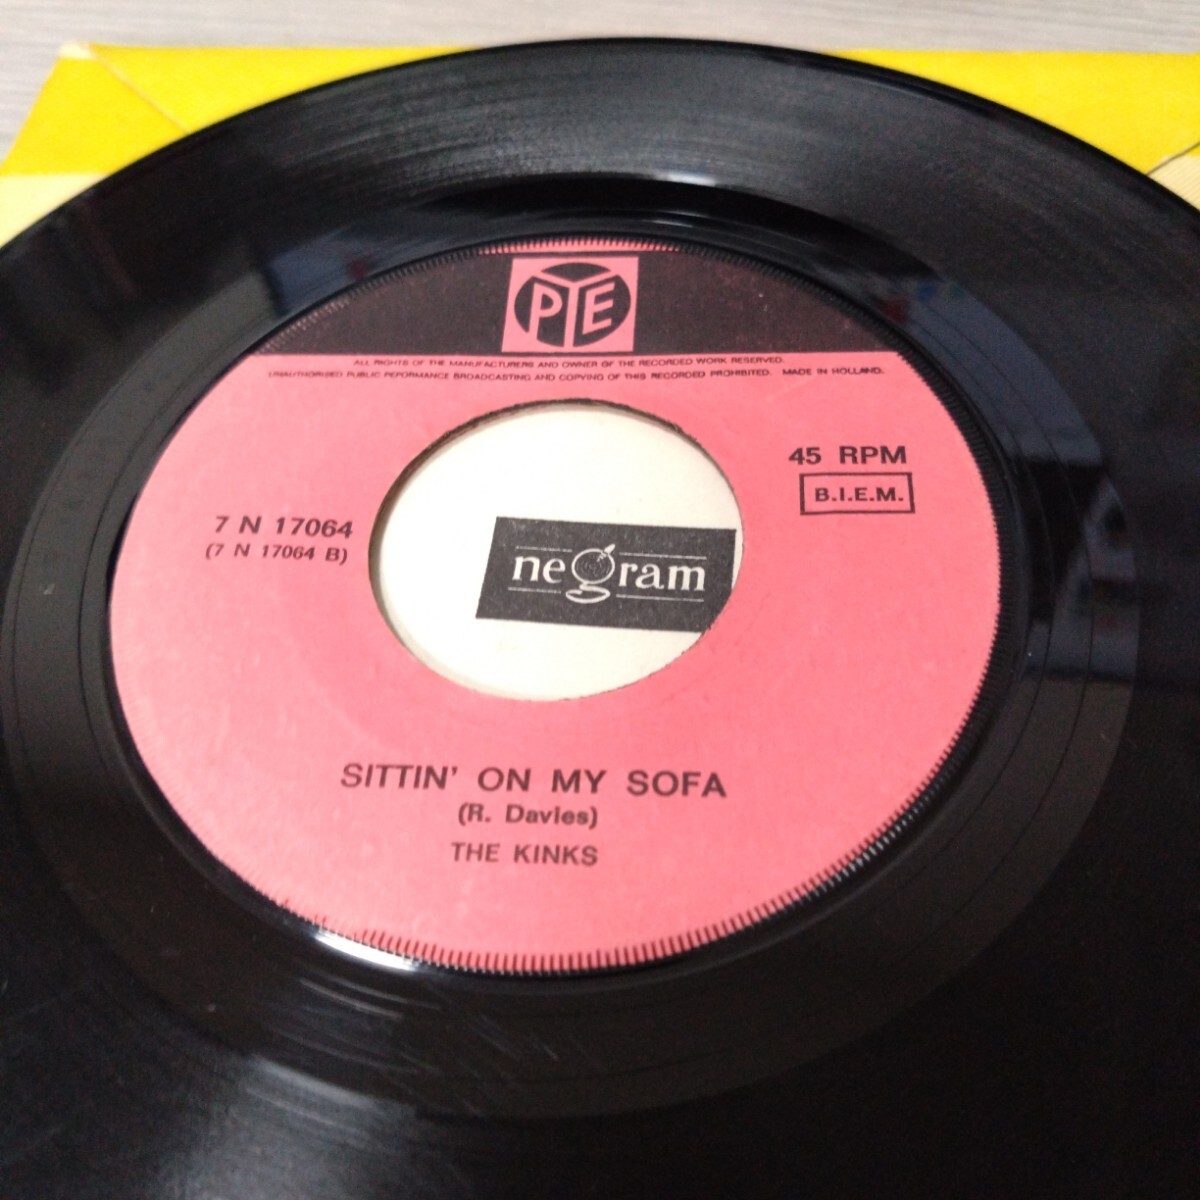 PYE
ALL RIGHTS OF THE MANUFACTURERS AND OWNER OF THE RECORDED WORK RESERVED.
UNAUTHORISED PUBLIC PEFORMANCE BROADCASTING AND COPYING OF THIS RECORDED PROHIBITED. MADE IN HOLLAND.
45 RPM
B.I.E.M.
7 N 17064
(7 N 17064 B)
negram
SITTIN' ON MY SOFA
(R. Davies)
THE KINKS